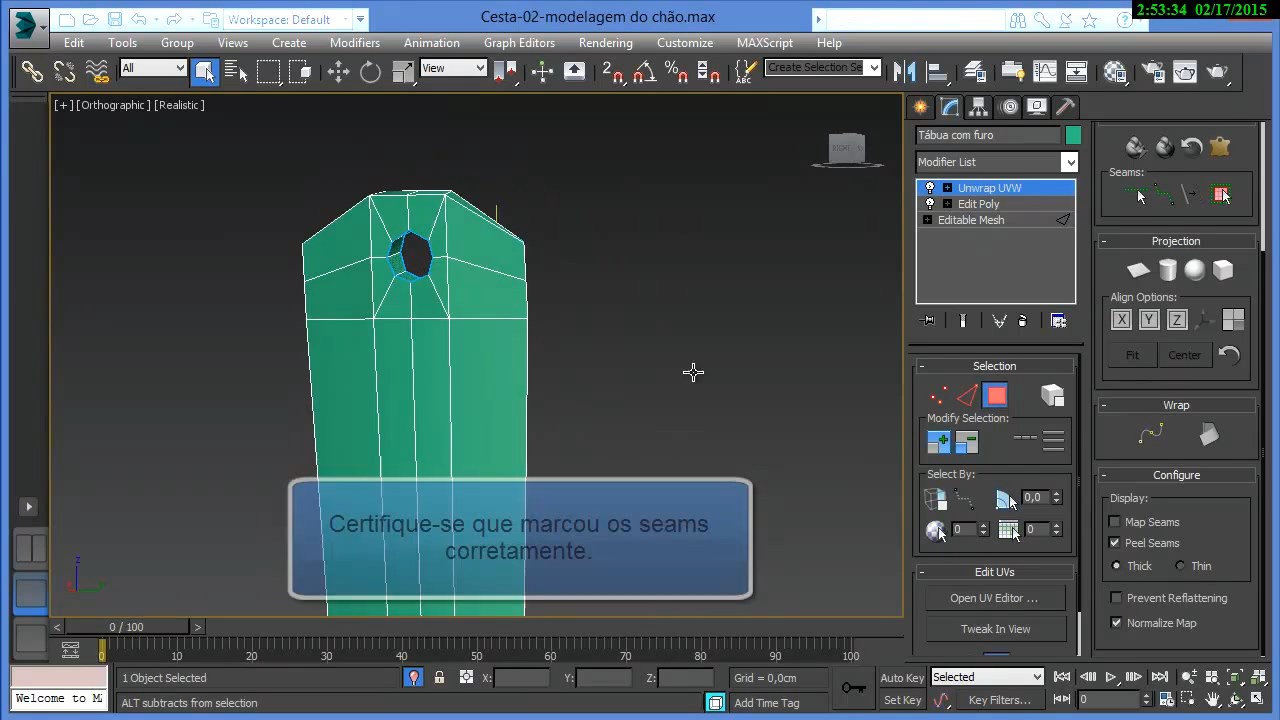 2:53:34 02/17/2015
Workspace: Default
Cesta-02-modelagem do chão.max
Edit Tools Group Views Create Modifiers Animation Graph Editors Rendering Customize MAXScript Help
All
View
Create Selection Se
[+] [Orthographic] [Realistic]
RIGHT
Tábua com furo
Modifier List
Unwrap UVW
Edit Poly
Editable Mesh
Seams:
Projection
Align Options:
X Y Z
Fit Center
Selection
Modify Selection:
Select By:
0,0
0 0
Edit UVs
Open UV Editor ...
Tweak In View
Wrap
Configure
Display:
Map Seams
Peel Seams
Thick Thin
Prevent Reflattening
Normalize Map
Certifique-se que marcou os seams
corretamente.
z
x
y
0 / 100
0 10 20 30 40 50 60 70 80 90 100
1 Object Selected
X: Y: Z:
Grid = 0,0cm
Auto Key
Selected
Welcome to M
ALT subtracts from selection
Add Time Tag
Set Key
Key Filters...
0